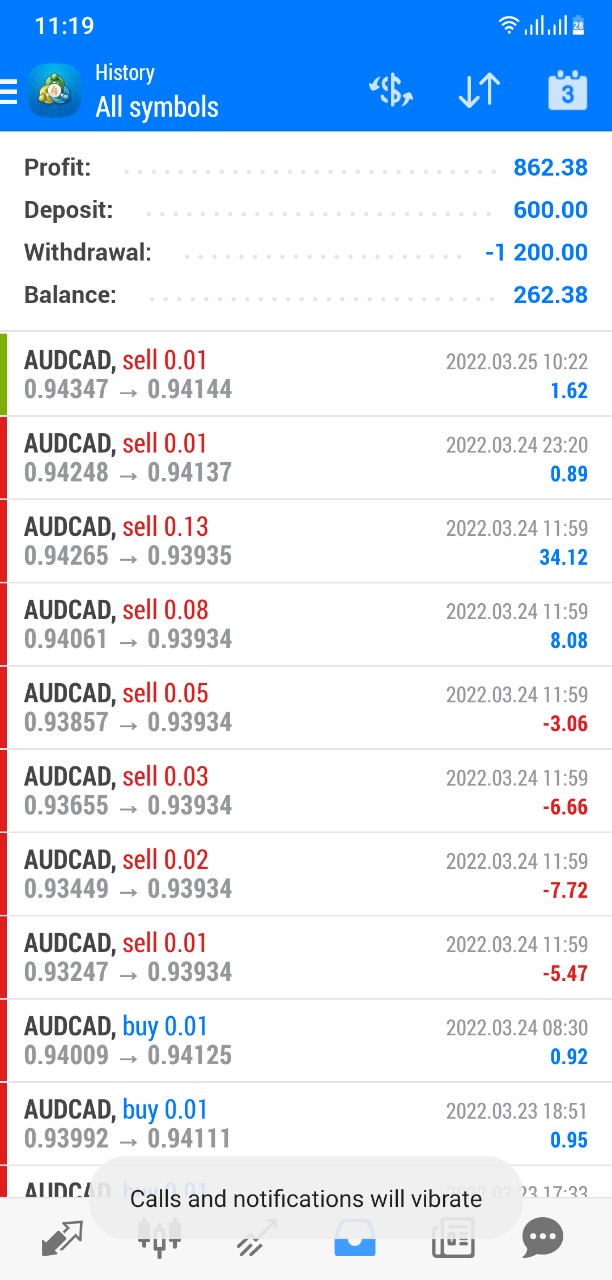 11:19
28
History
All symbols
3
Profit: 862.38
Deposit: 600.00
Withdrawal: -1 200.00
Balance: 262.38
AUDCAD, sell 0.01 2022.03.25 10:22
0.94347 → 0.94144 1.62
AUDCAD, sell 0.01 2022.03.24 23:20
0.94248 → 0.94137 0.89
AUDCAD, sell 0.13 2022.03.24 11:59
0.94265 → 0.93935 34.12
AUDCAD, sell 0.08 2022.03.24 11:59
0.94061 → 0.93934 8.08
AUDCAD, sell 0.05 2022.03.24 11:59
0.93857 → 0.93934 -3.06
AUDCAD, sell 0.03 2022.03.24 11:59
0.93655 → 0.93934 -6.66
AUDCAD, sell 0.02 2022.03.24 11:59
0.93449 → 0.93934 -7.72
AUDCAD, sell 0.01 2022.03.24 11:59
0.93247 → 0.93934 -5.47
AUDCAD, buy 0.01 2022.03.24 08:30
0.94009 → 0.94125 0.92
AUDCAD, buy 0.01 2022.03.23 18:51
0.93992 → 0.94111 0.95
AUDCAD, buy 0.01 2022.03.23 17:33
Calls and notifications will vibrate